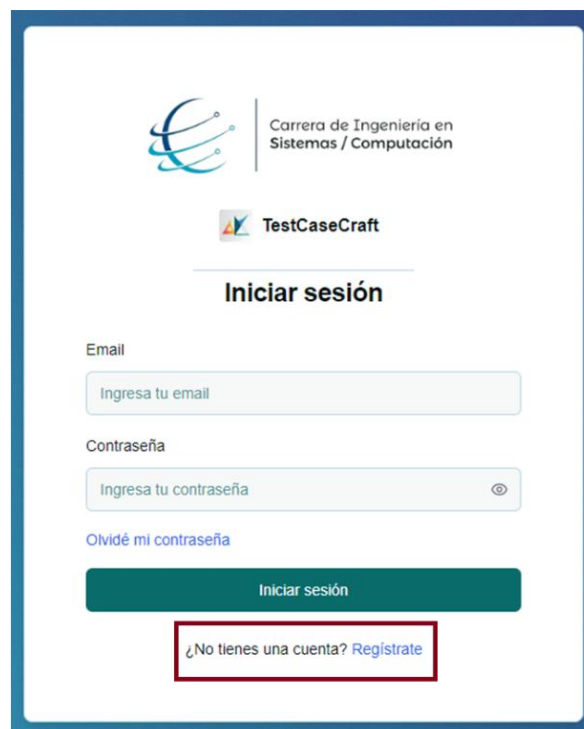 Carrera de Ingeniería en
Sistemas / Computación
TestCaseCraft
Iniciar sesión
Email
Ingresa tu email
Contraseña
Ingresa tu contraseña
Olvidé mi contraseña
Iniciar sesión
¿No tienes una cuenta? Regístrate